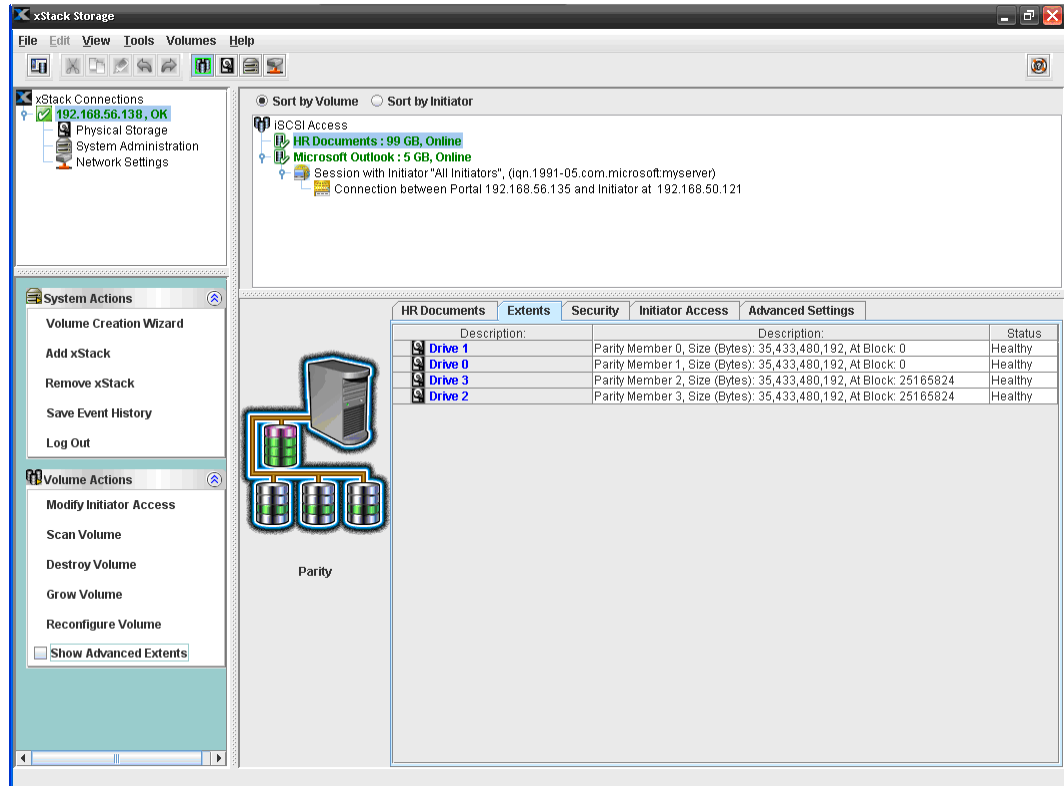 xStack Storage
File Edit View Tools Volumes Help
xStack Connections
192.168.56.138, OK
Physical Storage
System Administration
Network Settings
Sort by Volume Sort by Initiator
iSCSI Access
HR Documents : 99 GB, Online
Microsoft Outlook : 5 GB, Online
Session with Initiator "All Initiators", (iqn.1991-05.com.microsoft:myserver)
Connection between Portal 192.168.56.135 and Initiator at 192.168.50.121
System Actions
Volume Creation Wizard
Add xStack
Remove xStack
Save Event History
Log Out
Volume Actions
Modify Initiator Access
Scan Volume
Destroy Volume
Grow Volume
Reconfigure Volume
Show Advanced Extents
Parity
HR Documents Extents Security Initiator Access Advanced Settings
Description: Description: Status
Drive 1 Parity Member 0, Size (Bytes): 35,433,480,192, At Block: 0 Healthy
Drive 0 Parity Member 1, Size (Bytes): 35,433,480,192, At Block: 0 Healthy
Drive 3 Parity Member 2, Size (Bytes): 35,433,480,192, At Block: 25165824 Healthy
Drive 2 Parity Member 3, Size (Bytes): 35,433,480,192, At Block: 25165824 Healthy